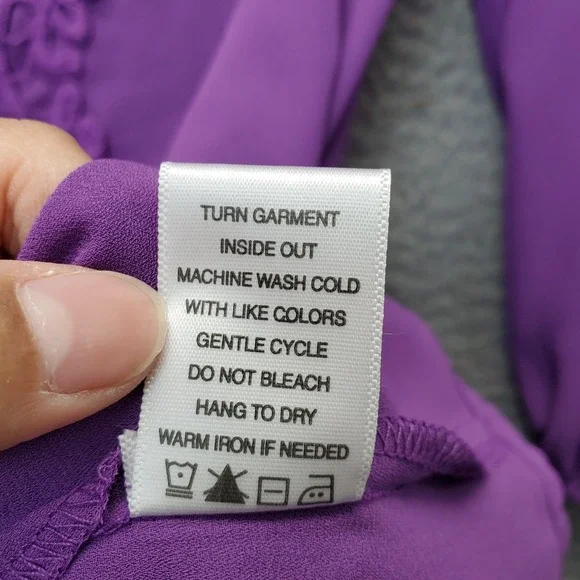 TURN GARMENT
INSIDE OUT
MACHINE WASH COLD
WITH LIKE COLORS
GENTLE CYCLE
DO NOT BLEACH
HANG TO DRY
WARM IRON IF NEEDED